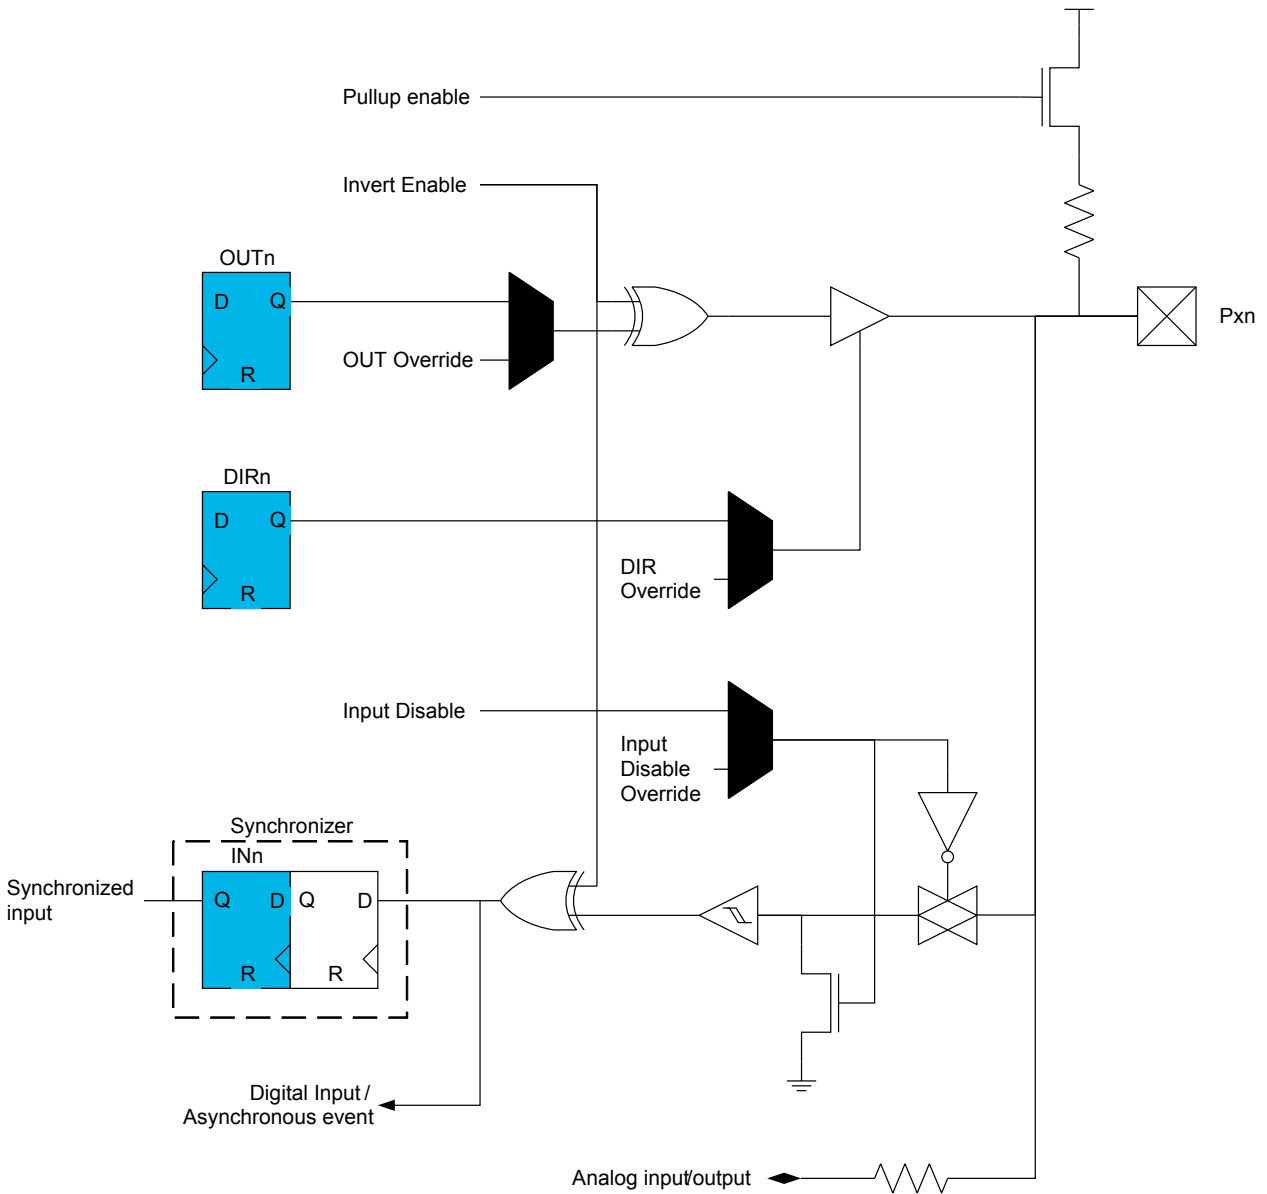 Pullup enable
Invert Enable
OUTn
D Q
R
OUT Override
Pxn
DIRn
D Q
R
DIR
Override
Input Disable
Input
Disable
Override
Synchronizer
INn
Synchronized
input
Q D Q D
R R
Digital Input /
Asynchronous event
Analog input/output